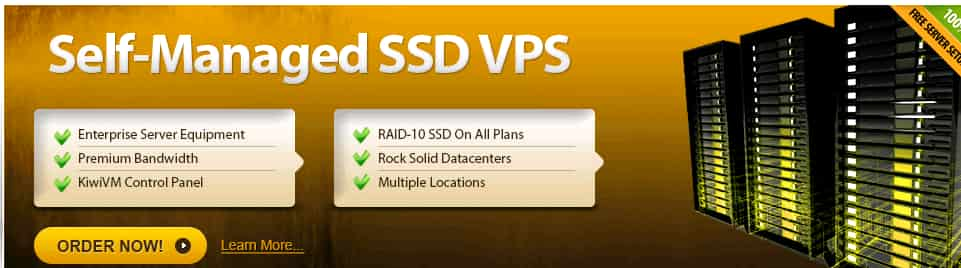 Self-Managed SSD VPS
Enterprise Server Equipment
Premium Bandwidth
KiwiVM Control Panel
RAID-10 SSD On All Plans
Rock Solid Datacenters
Multiple Locations
ORDER NOW!
Learn More...
100%
FREE SERVER SETUP